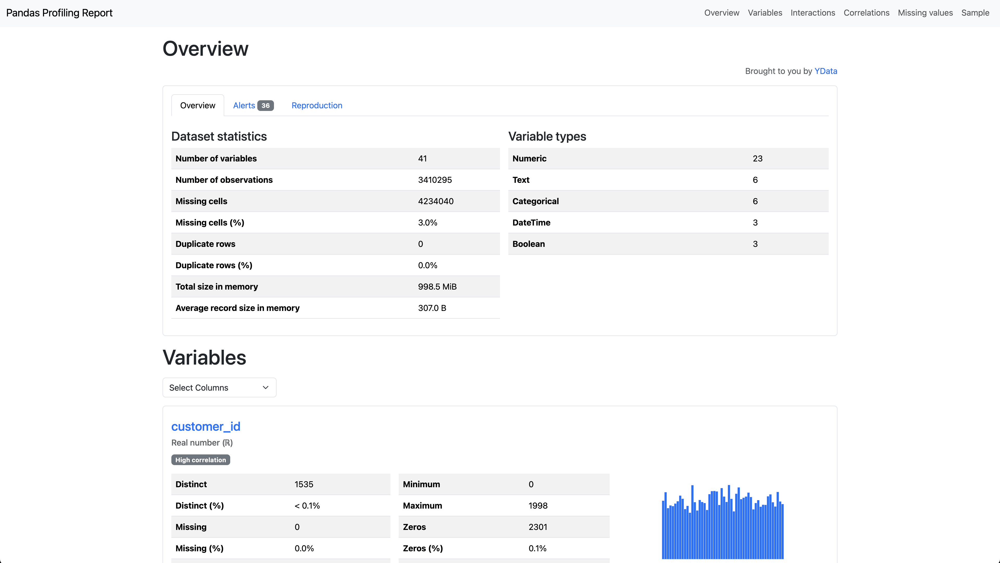 Pandas Profiling Report
Overview Variables Interactions Correlations Missing values Sample
Overview
Brought to you by YData
Overview Alerts 36 Reproduction
Dataset statistics
Number of variables 41
Number of observations 3410295
Missing cells 4234040
Missing cells (%) 3.0%
Duplicate rows 0
Duplicate rows (%) 0.0%
Total size in memory 998.5 MiB
Average record size in memory 307.0 B
Variable types
Numeric 23
Text 6
Categorical 6
DateTime 3
Boolean 3
Variables
Select Columns
customer_id
Real number (ℝ)
High correlation
Distinct 1535
Distinct (%) < 0.1%
Missing 0
Missing (%) 0.0%
Minimum 0
Maximum 1998
Zeros 2301
Zeros (%) 0.1%